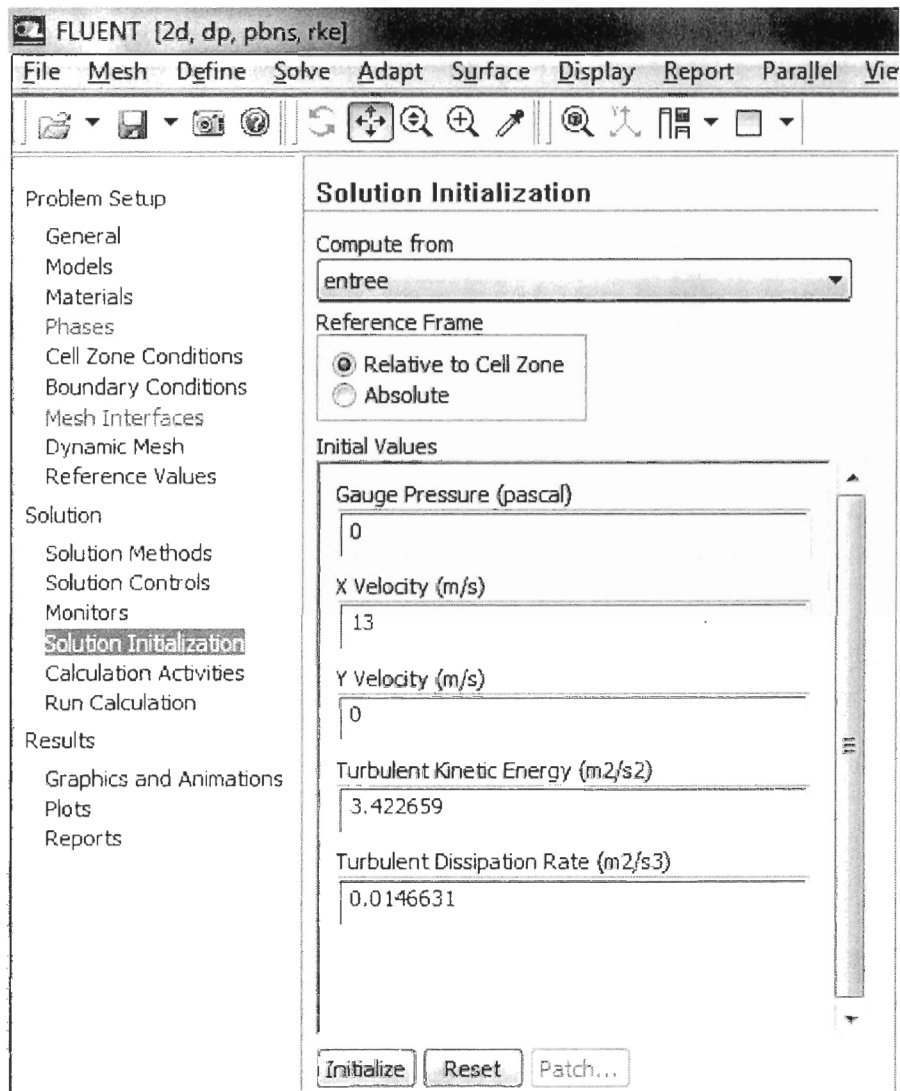 FLUENT [2d, dp, pbns, rke]
File Mesh Define Solve Adapt Surface Display Report Parallel Vie
Problem Setup
General
Models
Materials
Phases
Cell Zone Conditions
Boundary Conditions
Mesh Interfaces
Dynamic Mesh
Reference Values
Solution
Solution Methods
Solution Controls
Monitors
Solution Initialization
Calculation Activities
Run Calculation
Results
Graphics and Animations
Plots
Reports
Solution Initialization
Compute from
entree
Reference Frame
Relative to Cell Zone
Absolute
Initial Values
Gauge Pressure (pascal)
0
X Velocity (m/s)
13
Y Velocity (m/s)
0
Turbulent Kinetic Energy (m2/s2)
3.422659
Turbulent Dissipation Rate (m2/s3)
0.0146631
Initialize Reset Patch...